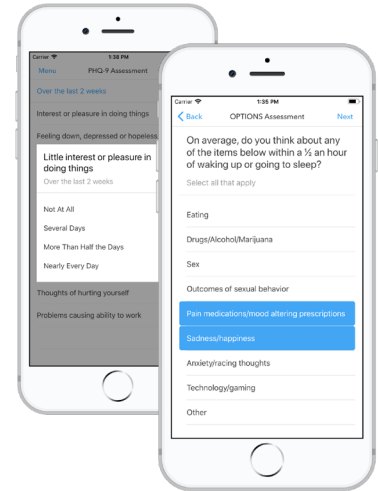 Carrier
1:38 PM
Menu
PHQ-9 Assessment
Over the last 2 weeks
Interest or pleasure in doing things
Feeling down, depressed or hopeless
Little interest or pleasure in
doing things
Over the last 2 weeks
Not At All
Several Days
More Than Half the Days
Nearly Every Day
Thoughts of hurting yourself
Problems causing ability to work
Carrier
1:35 PM
Back
OPTIONS Assessment
Next
On average, do you think about any
of the items below within a ½ an hour
of waking up or going to sleep?
Select all that apply
Eating
Drugs/Alcohol/Marijuana
Sex
Outcomes of sexual behavior
Pain medications/mood altering prescriptions
Sadness/happiness
Anxiety/racing thoughts
Technology/gaming
Other